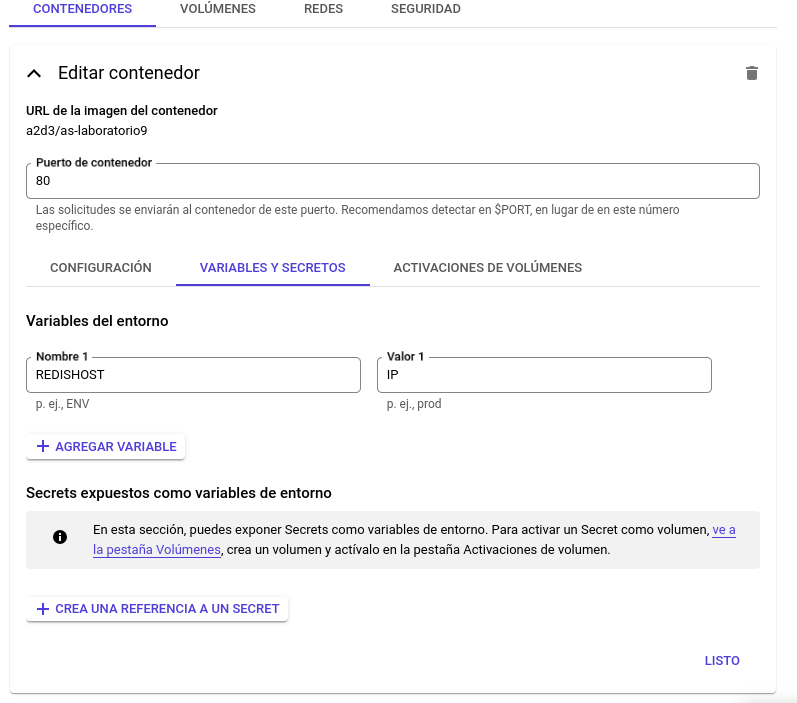 CONTENEDORES VOLÚMENES REDES SEGURIDAD
Editar contenedor
URL de la imagen del contenedor
a2d3/as-laboratorio9
Puerto de contenedor
80
Las solicitudes se enviarán al contenedor de este puerto. Recomendamos detectar en $PORT, en lugar de en este número
específico.
CONFIGURACIÓN VARIABLES Y SECRETOS ACTIVACIONES DE VOLÚMENES
Variables del entorno
Nombre 1 Valor 1
REDISHOST IP
p. ej., ENV p. ej., prod
AGREGAR VARIABLE
Secrets expuestos como variables de entorno
En esta sección, puedes exponer Secrets como variables de entorno. Para activar un Secret como volumen, ve a
la pestaña Volúmenes, crea un volumen y actívalo en la pestaña Activaciones de volumen.
CREA UNA REFERENCIA A UN SECRET
LISTO